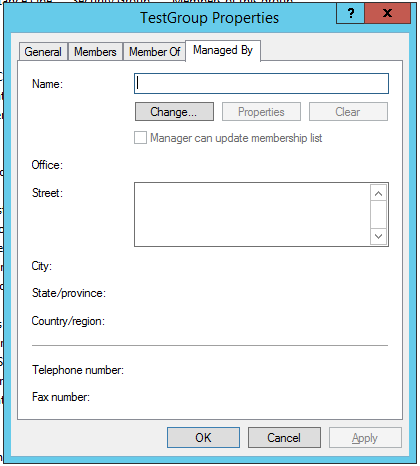 TestGroup Properties
? X
General Members Member Of Managed By
Name:
Change... Properties Clear
Manager can update membership list
Office:
Street:
City:
State/province:
Country/region:
Telephone number:
Fax number:
OK Cancel Apply